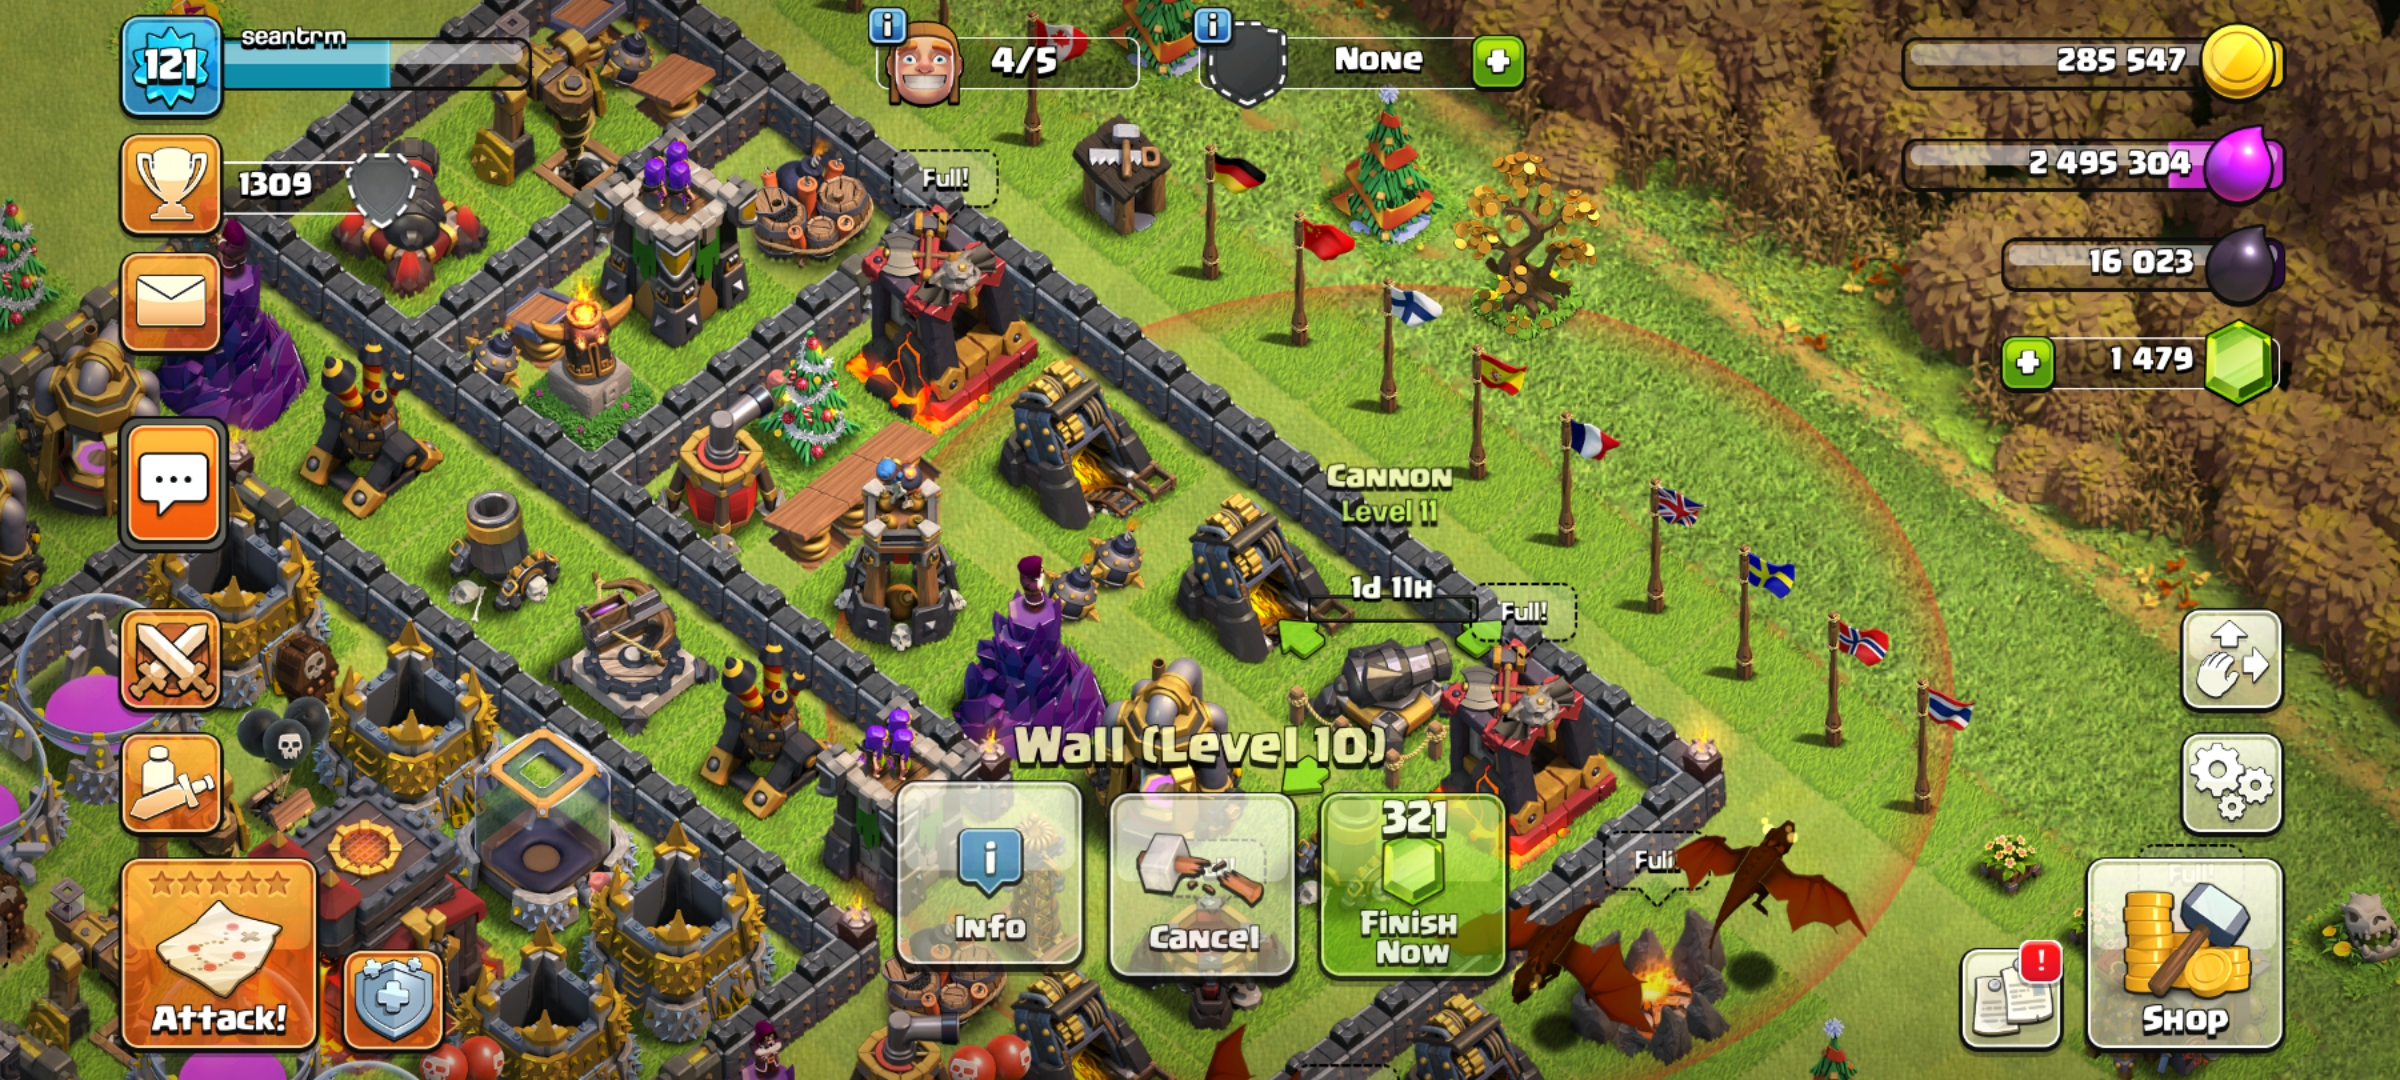 seantrm
121
4/5
None
285 547
1309
Full!
2 495 304
16 023
1 479
Cannon
Level 11
1d 11H
Full!
Wall (Level 10)
321
Info
Cancel
Finish
Now
Attack!
Shop